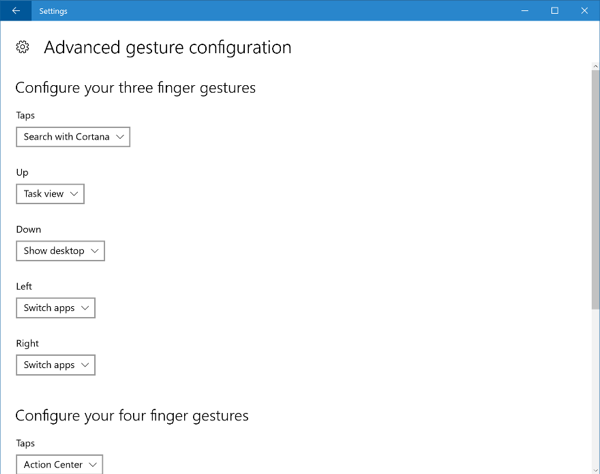 Settings
Advanced gesture configuration
Configure your three finger gestures
Taps
Search with Cortana
Up
Task view
Down
Show desktop
Left
Switch apps
Right
Switch apps
Configure your four finger gestures
Taps
Action Center